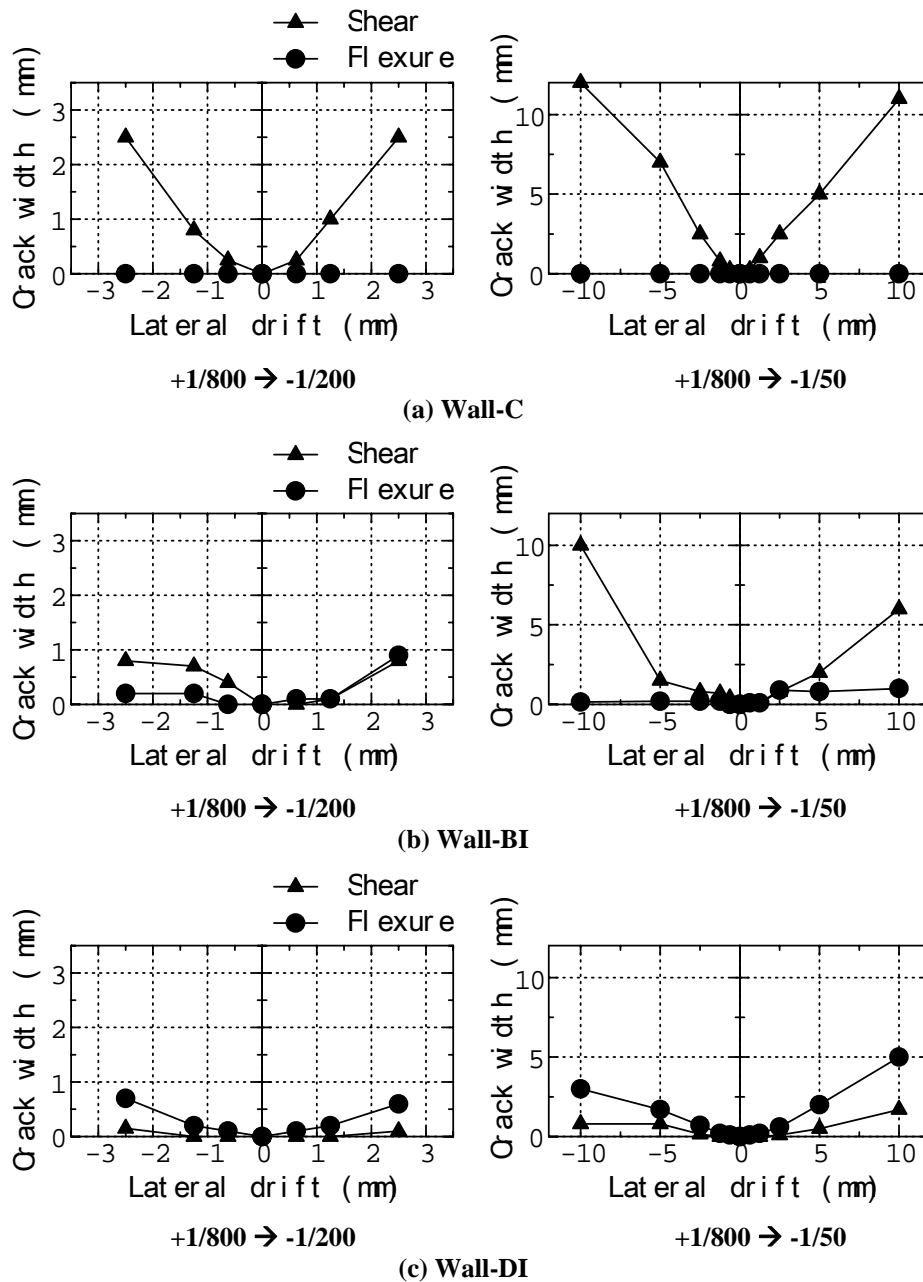 Shear
Flexure
Crack width (mm)
3
2
1
0
-3 -2 -1 0 1 2 3
Lateral drift (mm)
+1/800 → -1/200
Crack width (mm)
10
5
0
-10 -5 0 5 10
Lateral drift (mm)
+1/800 → -1/50
(a) Wall-C
Shear
Flexure
Crack width (mm)
3
2
1
0
-3 -2 -1 0 1 2 3
Lateral drift (mm)
+1/800 → -1/200
Crack width (mm)
10
5
0
-10 -5 0 5 10
Lateral drift (mm)
+1/800 → -1/50
(b) Wall-BI
Shear
Flexure
Crack width (mm)
3
2
1
0
-3 -2 -1 0 1 2 3
Lateral drift (mm)
+1/800 → -1/200
Crack width (mm)
10
5
0
-10 -5 0 5 10
Lateral drift (mm)
+1/800 → -1/50
(c) Wall-DI